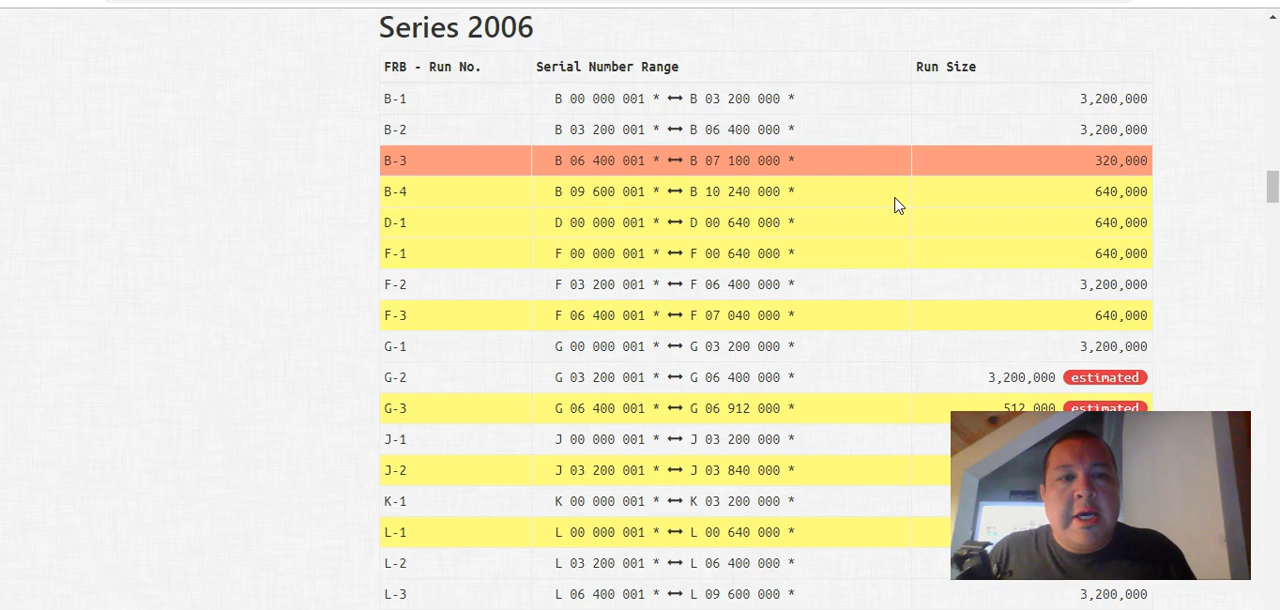 Series 2006
FRB - Run No. Serial Number Range Run Size
B-1 B 00 000 001 * ↔ B 03 200 000 * 3,200,000
B-2 B 03 200 001 * ↔ B 06 400 000 * 3,200,000
B-3 B 06 400 001 * ↔ B 07 100 000 * 320,000
B-4 B 09 600 001 * ↔ B 10 240 000 * 640,000
D-1 D 00 000 001 * ↔ D 00 640 000 * 640,000
F-1 F 00 000 001 * ↔ F 00 640 000 * 640,000
F-2 F 03 200 001 * ↔ F 06 400 000 * 3,200,000
F-3 F 06 400 001 * ↔ F 07 040 000 * 640,000
G-1 G 00 000 001 * ↔ G 03 200 000 * 3,200,000
G-2 G 03 200 001 * ↔ G 06 400 000 * 3,200,000 estimated
G-3 G 06 400 001 * ↔ G 06 912 000 * 512,000 estimated
J-1 J 00 000 001 * ↔ J 03 200 000 *
J-2 J 03 200 001 * ↔ J 03 840 000 *
K-1 K 00 000 001 * ↔ K 03 200 000 *
L-1 L 00 000 001 * ↔ L 00 640 000 *
L-2 L 03 200 001 * ↔ L 06 400 000 *
L-3 L 06 400 001 * ↔ L 09 600 000 * 3,200,000